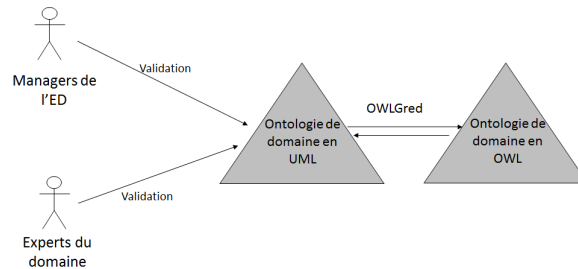 Managers de
l'ED
Validation
OWLGred
Ontologie de
domaine en
UML
Ontologie de
domaine en
OWL
Validation
Experts du
domaine